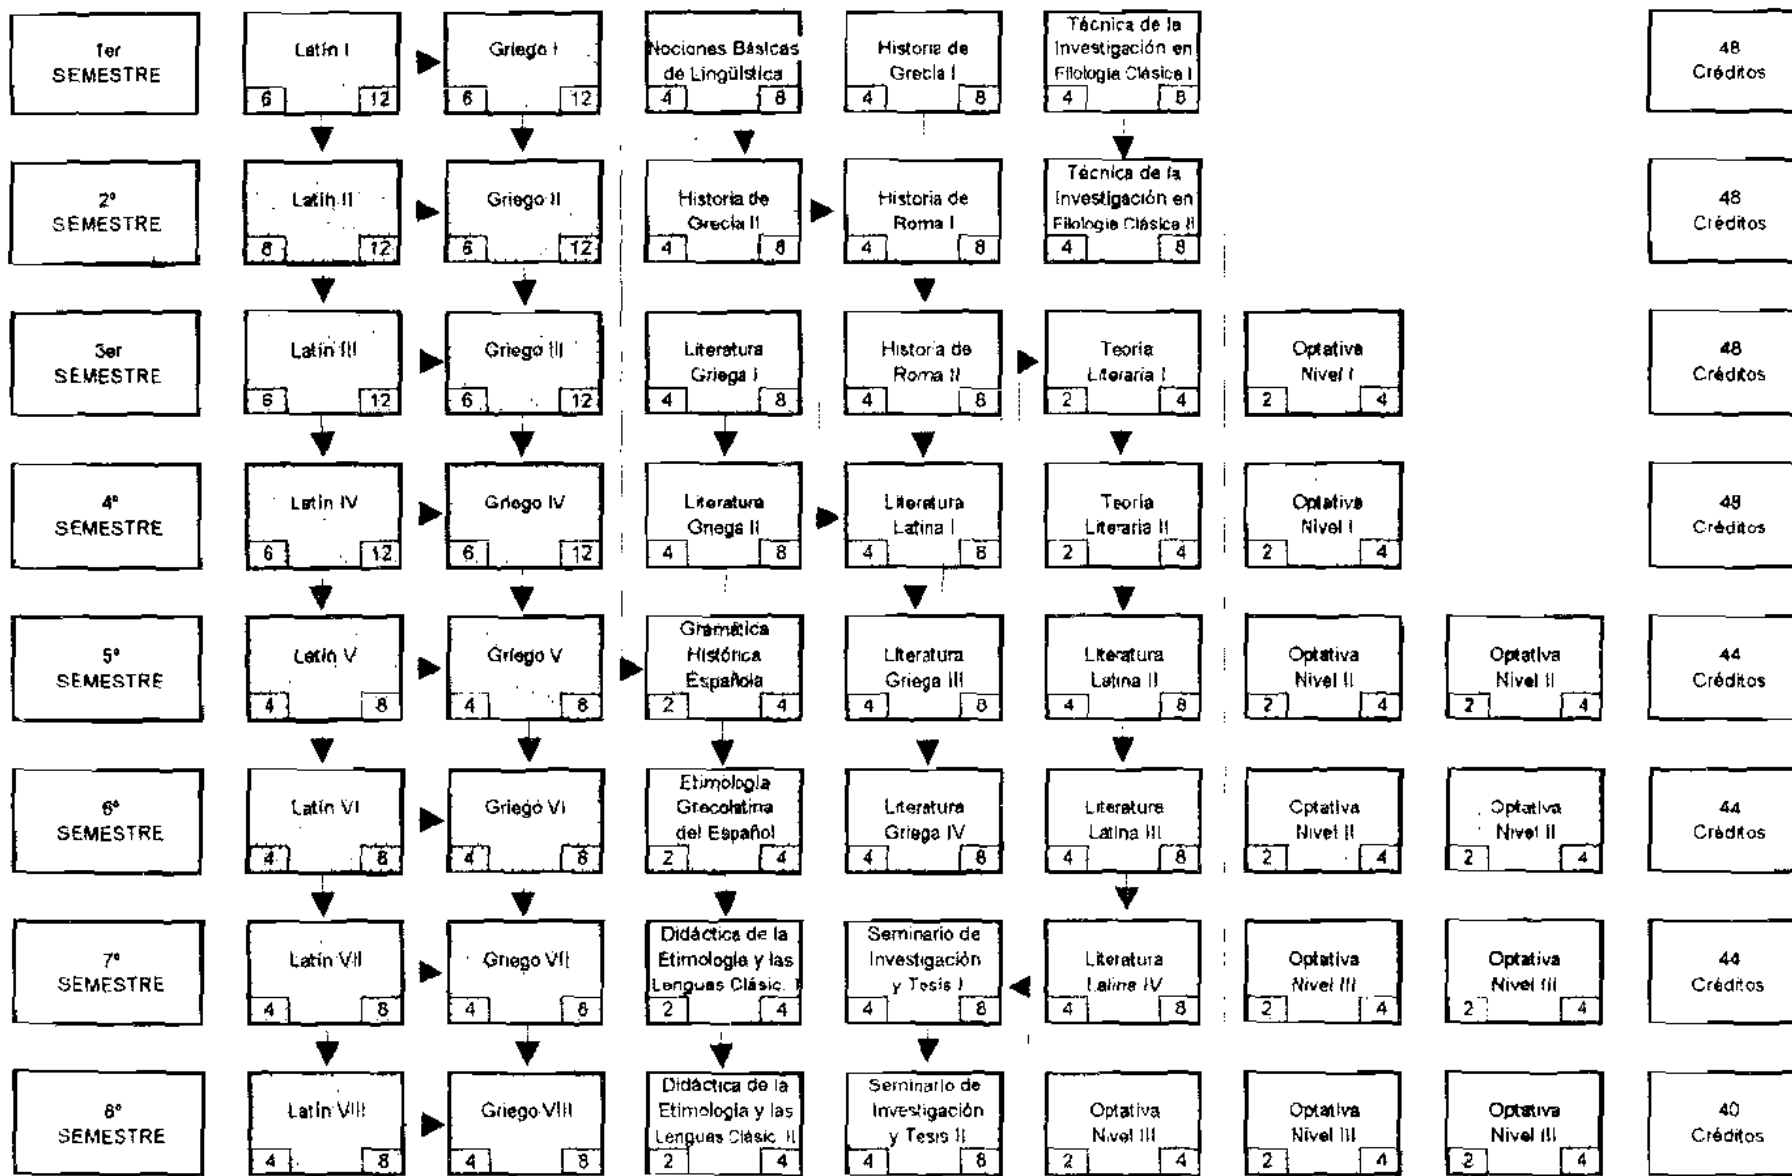 1er
SEMESTRE
Latín I
6 12
Griego I
6 12
Nociones Básicas
de Lingüística
4 8
Historia de
Grecia I
4 8
Técnica de la
Investigación en
Filología Clásica I
4 8
48
Créditos
2º
SEMESTRE
Latín II
8 12
Griego II
6 12
Historia de
Grecia II
4 8
Historia de
Roma I
4 8
Técnica de la
Investigación en
Filología Clásica II
4 8
48
Créditos
3er
SEMESTRE
Latín III
6 12
Griego III
6 12
Literatura
Griega I
4 8
Historia de
Roma II
4 8
Teoría
Literaria I
2 4
Optativa
Nivel I
2 4
48
Créditos
4º
SEMESTRE
Latín IV
6 12
Griego IV
6 12
Literatura
Griega II
4 8
Literatura
Latina I
4 8
Teoría
Literaria II
2 4
Optativa
Nivel I
2 4
48
Créditos
5º
SEMESTRE
Latín V
4 8
Griego V
4 8
Gramática
Histórica
Española
2 4
Literatura
Griega III
4 8
Literatura
Latina II
4 8
Optativa
Nivel II
2 4
Optativa
Nivel II
2 4
44
Créditos
6º
SEMESTRE
Latín VI
4 8
Griego VI
4 8
Etimología
Grecolatina
del Español
2 4
Literatura
Griega IV
4 8
Literatura
Latina III
4 8
Optativa
Nivel II
2 4
Optativa
Nivel II
2 4
44
Créditos
7º
SEMESTRE
Latín VII
4 8
Griego VII
4 8
Didáctica de la
Etimología y las
Lenguas Clásic. I
2 4
Seminario de
Investigación
y Tesis I
4 8
Literatura
Latina IV
4 8
Optativa
Nivel III
2 4
Optativa
Nivel III
2 4
44
Créditos
8º
SEMESTRE
Latín VIII
4 8
Griego VIII
4 8
Didáctica de la
Etimología y las
Lenguas Clásic. II
2 4
Seminario de
Investigación
y Tesis II
4 8
Optativa
Nivel III
2 4
Optativa
Nivel III
2 4
Optativa
Nivel III
2 4
40
Créditos